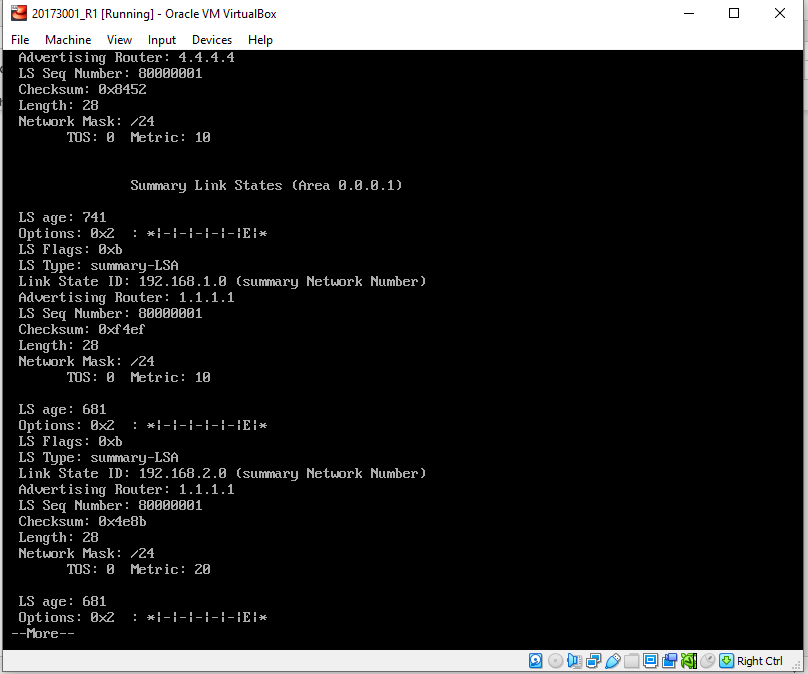 20173001_R1 [Running] - Oracle VM VirtualBox
File Machine View Input Devices Help
Advertising Router: 4.4.4.4
LS Seq Number: 80000001
Checksum: 0x8452
Length: 28
Network Mask: /24
TOS: 0 Metric: 10
Summary Link States (Area 0.0.0.1)
LS age: 741
Options: 0x2 : *|-|-|-|-|-|E|*
LS Flags: 0xb
LS Type: summary-LSA
Link State ID: 192.168.1.0 (summary Network Number)
Advertising Router: 1.1.1.1
LS Seq Number: 80000001
Checksum: 0xf4ef
Length: 28
Network Mask: /24
TOS: 0 Metric: 10
LS age: 681
Options: 0x2 : *|-|-|-|-|-|E|*
LS Flags: 0xb
LS Type: summary-LSA
Link State ID: 192.168.2.0 (summary Network Number)
Advertising Router: 1.1.1.1
LS Seq Number: 80000001
Checksum: 0x4e8b
Length: 28
Network Mask: /24
TOS: 0 Metric: 20
LS age: 681
Options: 0x2 : *|-|-|-|-|-|E|*
--More--
Right Ctrl